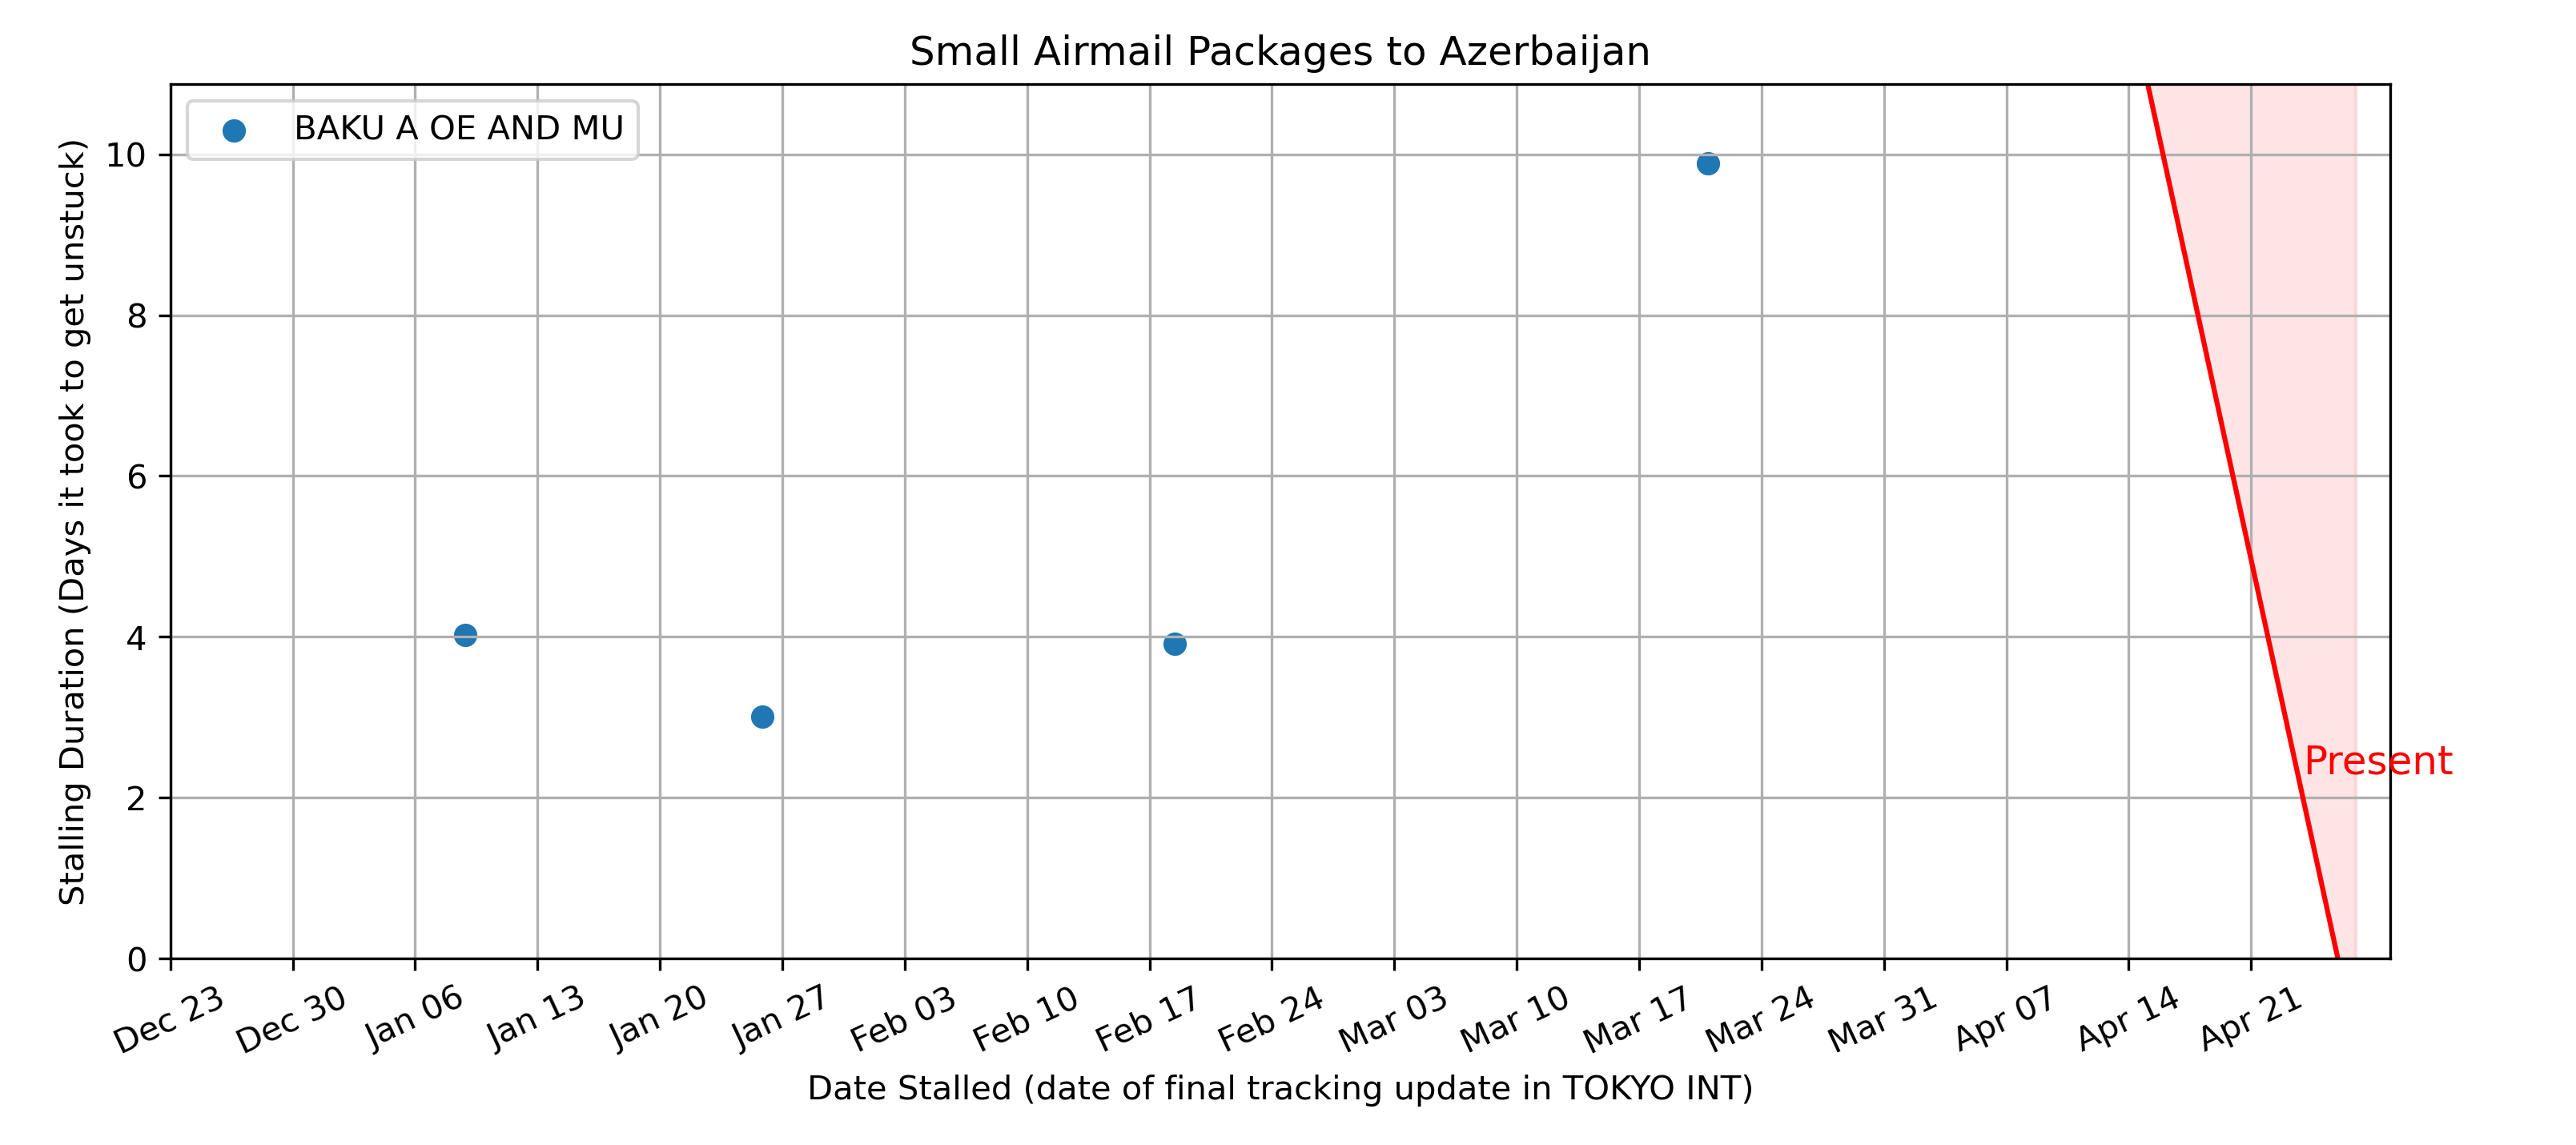 Small Airmail Packages to Azerbaijan
BAKU A OE AND MU
Stalling Duration (Days it took to get unstuck)
10
8
6
4
2
0
Present
Dec 23
Dec 30
Jan 06
Jan 13
Jan 20
Jan 27
Feb 03
Feb 10
Feb 17
Feb 24
Mar 03
Mar 10
Mar 17
Mar 24
Mar 31
Apr 07
Apr 14
Apr 21
Date Stalled (date of final tracking update in TOKYO INT)